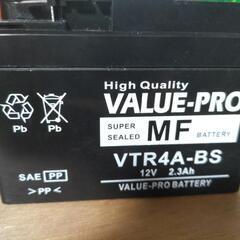 High Quality
VALUE-PRO
SUPER
SEALED
MF
BATTERY
Pb
Pb
VTR4A-BS
12V 2.3Ah
SAE PP
>PP<
VALUE-PRO BATTERY